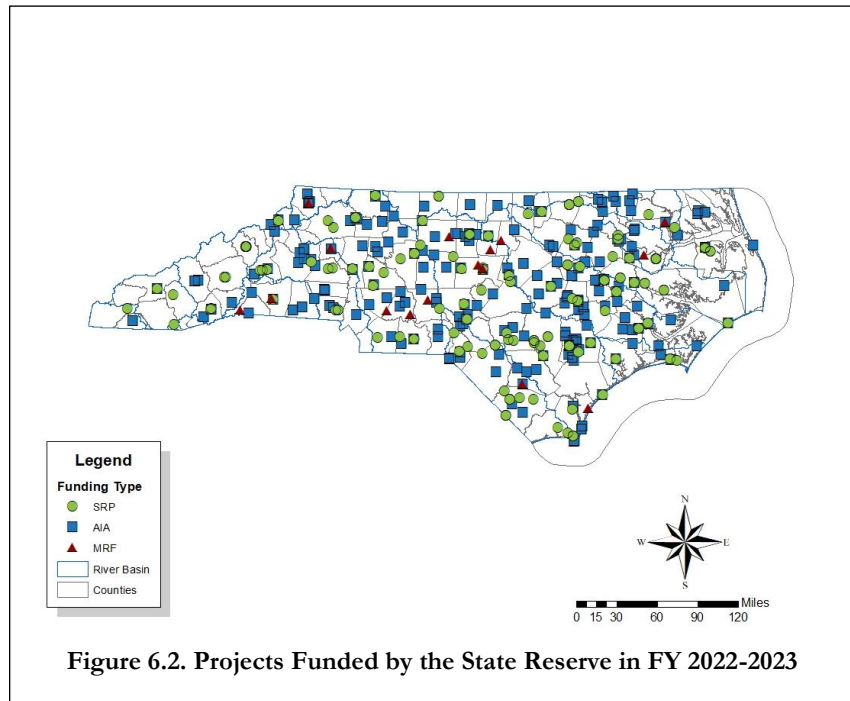 N
W
E
S
Legend
Funding Type
SRP
AIA
MRF
River Basin
Counties
Miles
0 15 30 60 90 120
Figure 6.2. Projects Funded by the State Reserve in FY 2022-2023